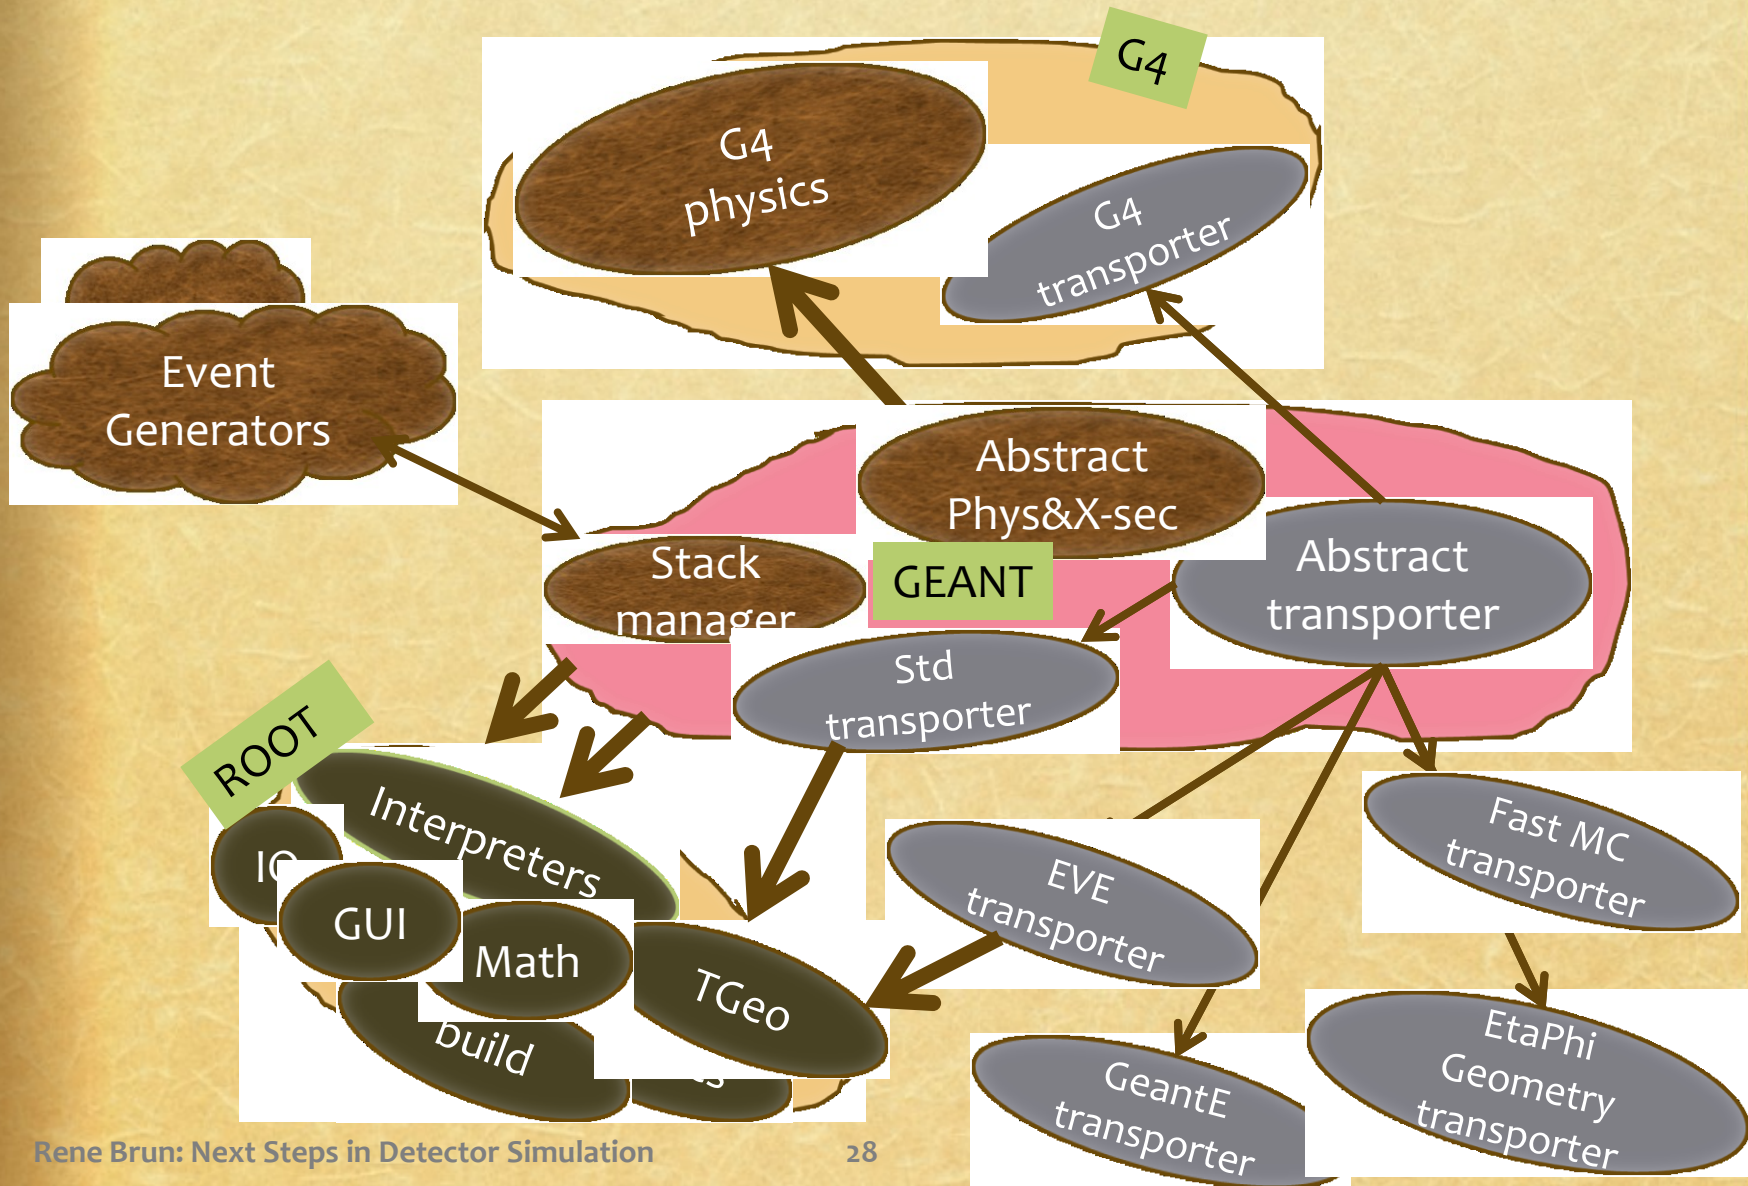 G4
G4
physics
G4
transporter
Event
Generators
Abstract
Phys&X-sec
Abstract
transporter
Stack
manager
GEANT
Std
transporter
ROOT
Interpreters
IO
GUI
Math
TGeo
build
EVE
transporter
Fast MC
transporter
GeantE
transporter
EtaPhi
Geometry
transporter
Rene Brun: Next Steps in Detector Simulation
28